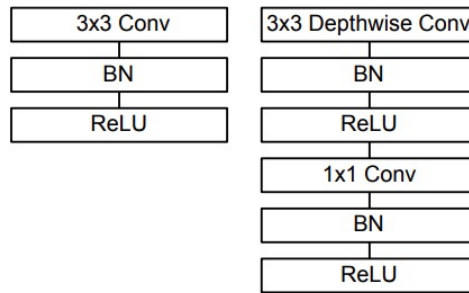 3x3 Conv
BN
ReLU
3x3 Depthwise Conv
BN
ReLU
1x1 Conv
BN
ReLU